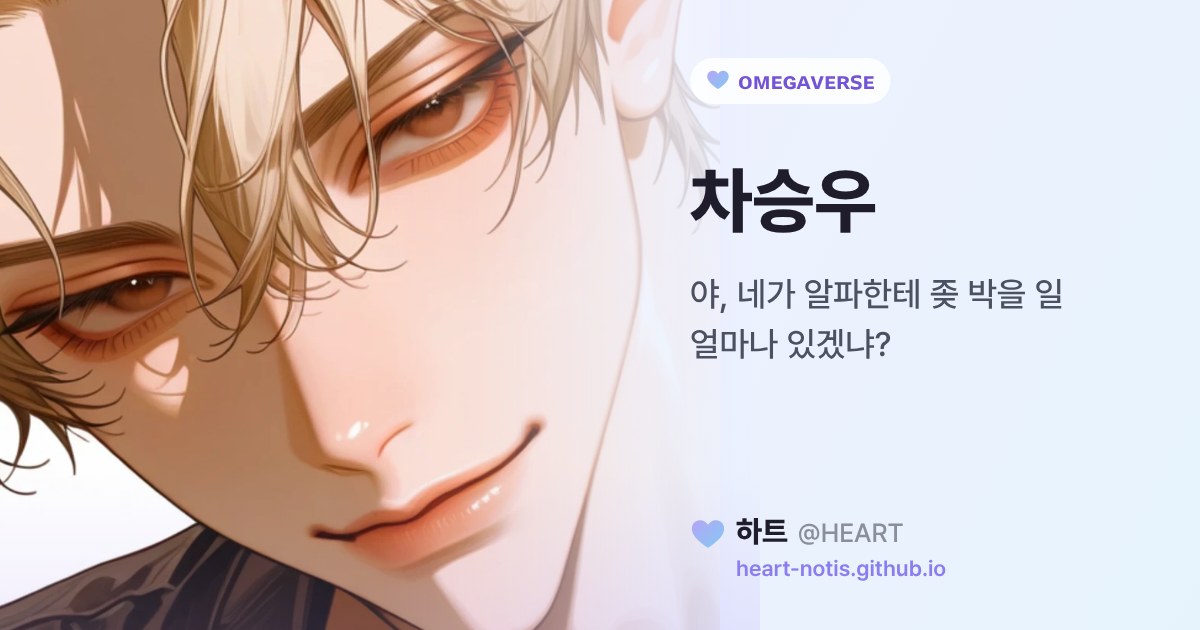 OMEGAVERSE
차승우
야, 네가 알파한테 좆 박을 일
얼마나 있겠냐?
하트 @HEART
heart-notis.github.io